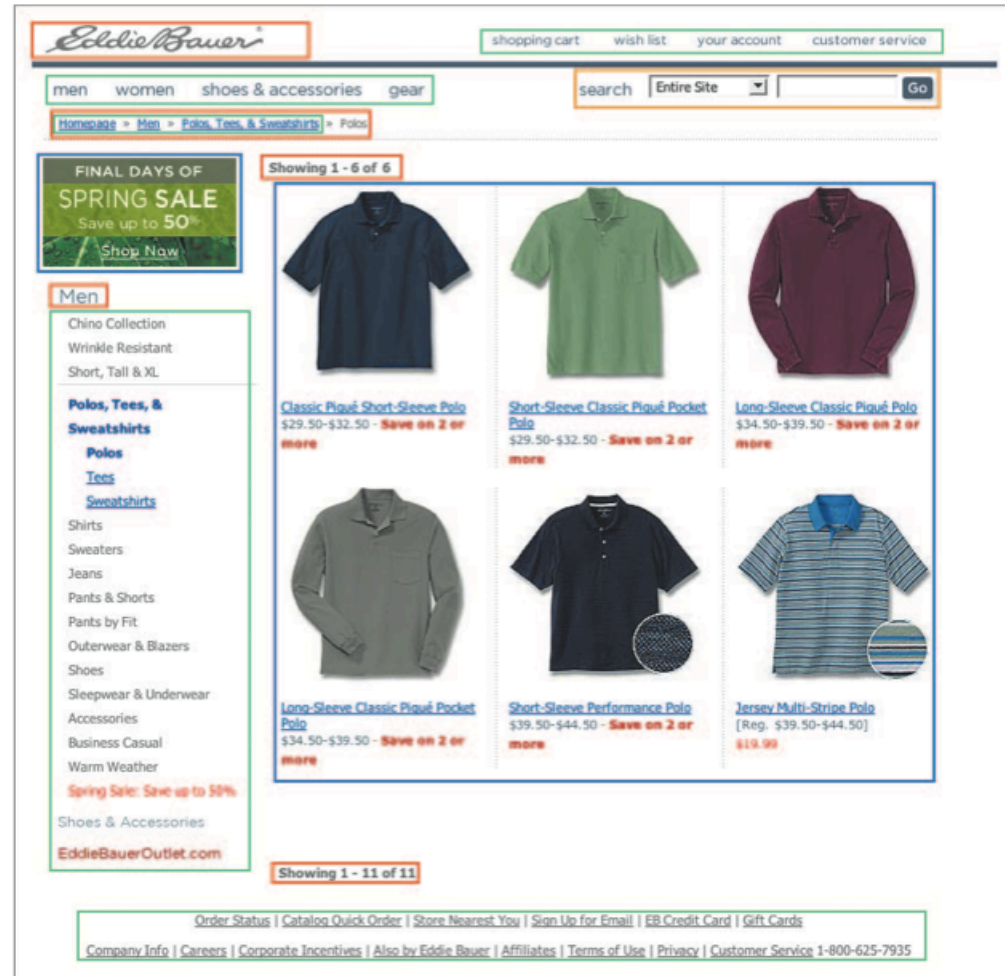 Eddie Bauer
shopping cart wish list your account customer service
men women shoes & accessories gear
search Entire Site Go
Homepage » Men » Polos, Tees, & Sweatshirts » Polos
FINAL DAYS OF
SPRING SALE
Save up to 50%
Shop Now
Showing 1 - 6 of 6
Men
Chino Collection
Wrinkle Resistant
Short, Tall & XL
Polos, Tees, &
Sweatshirts
Polos
Tees
Sweatshirts
Shirts
Sweaters
Jeans
Pants & Shorts
Pants by Fit
Outerwear & Blazers
Shoes
Sleepwear & Underwear
Accessories
Business Casual
Warm Weather
Spring Sale: Save up to 50%
Shoes & Accessories
EddieBauerOutlet.com
Classic Piqué Short-Sleeve Polo
$29.50-$32.50 - Save on 2 or
more
Short-Sleeve Classic Piqué Pocket
Polo
$29.50-$32.50 - Save on 2 or
more
Long-Sleeve Classic Piqué Polo
$34.50-$39.50 - Save on 2 or
more
Long-Sleeve Classic Piqué Pocket
Polo
$34.50-$39.50 - Save on 2 or
more
Short-Sleeve Performance Polo
$39.50-$44.50 - Save on 2 or
more
Jersey Multi-Stripe Polo
[Reg. $39.50-$44.50]
$19.99
Showing 1 - 11 of 11
Order Status | Catalog Quick Order | Store Nearest You | Sign Up for Email | EB Credit Card | Gift Cards
Company Info | Careers | Corporate Incentives | Also by Eddie Bauer | Affiliates | Terms of Use | Privacy | Customer Service 1-800-625-7935